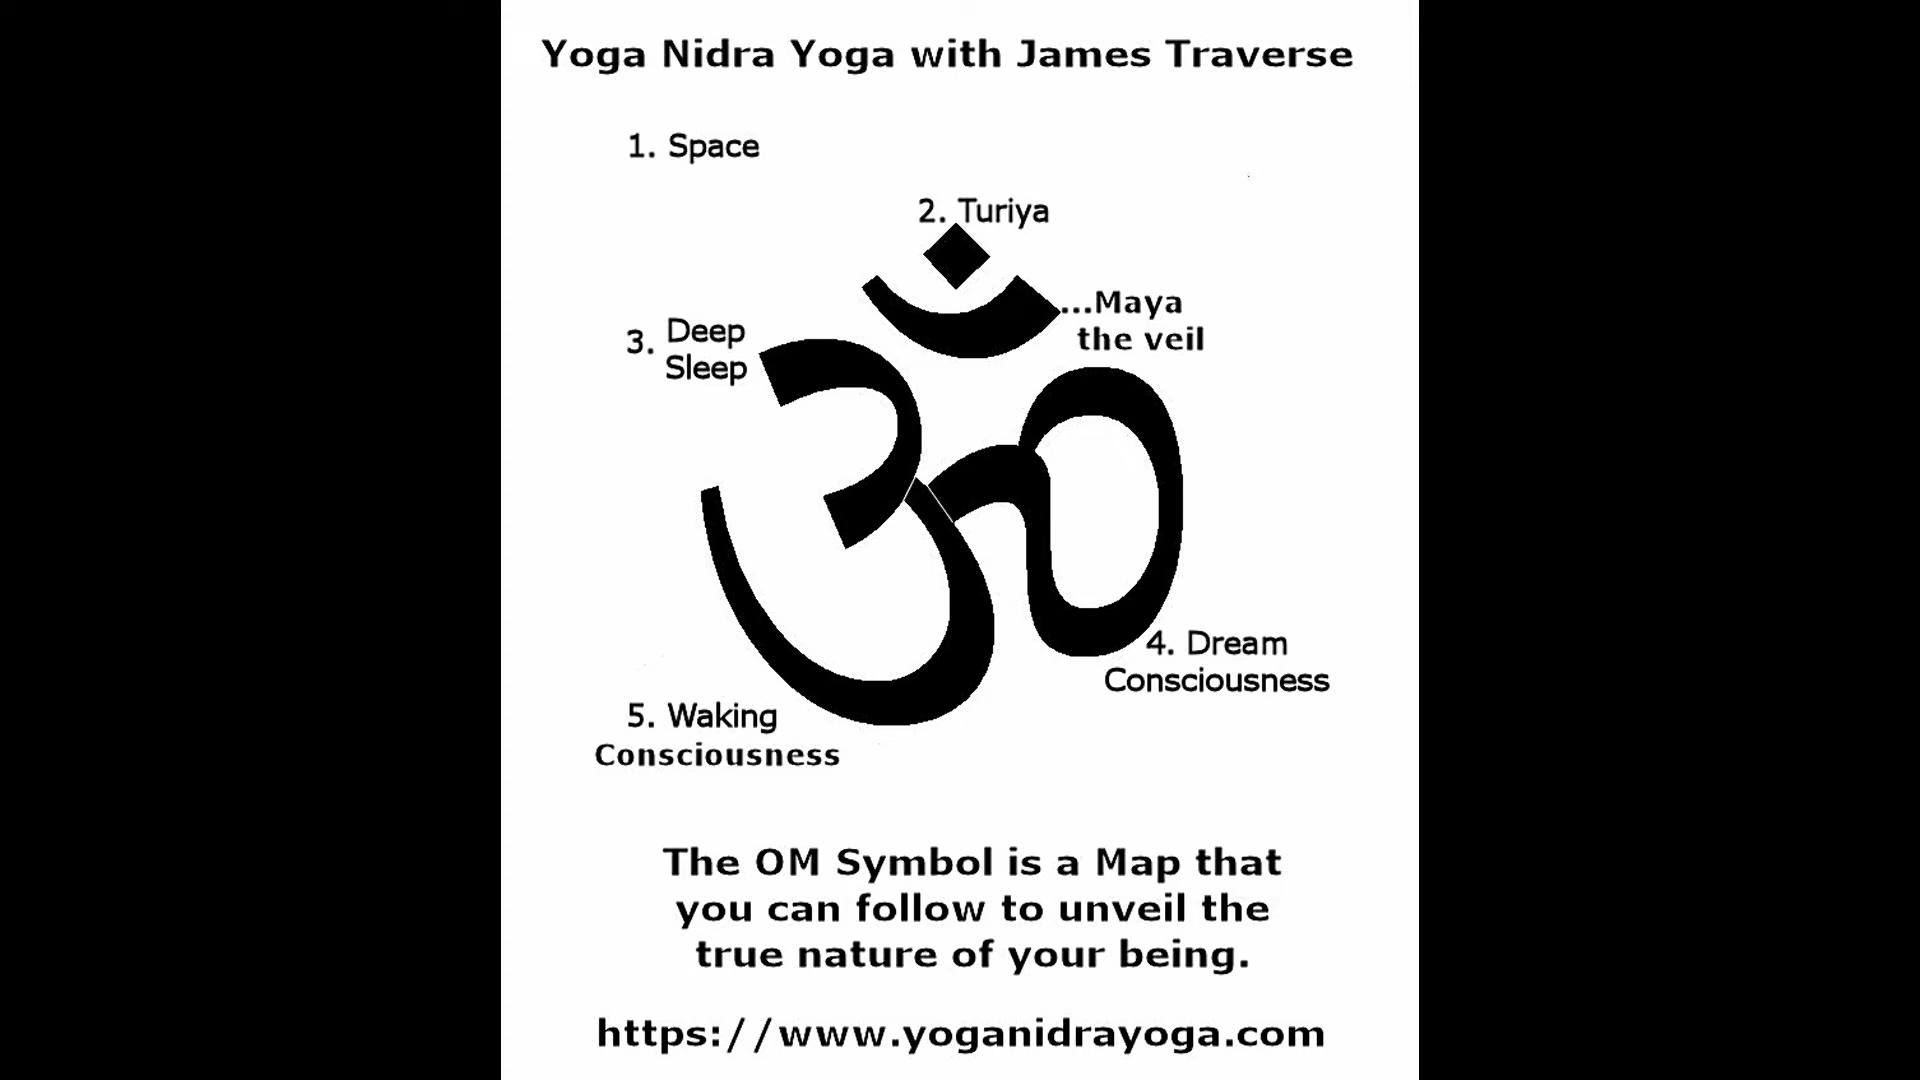 Yoga Nidra Yoga with James Traverse
1. Space
2. Turiya
...Maya
the veil
3. Deep
Sleep
4. Dream
Consciousness
5. Waking
Consciousness
The OM Symbol is a Map that
you can follow to unveil the
true nature of your being.
https://www.yoganidrayoga.com